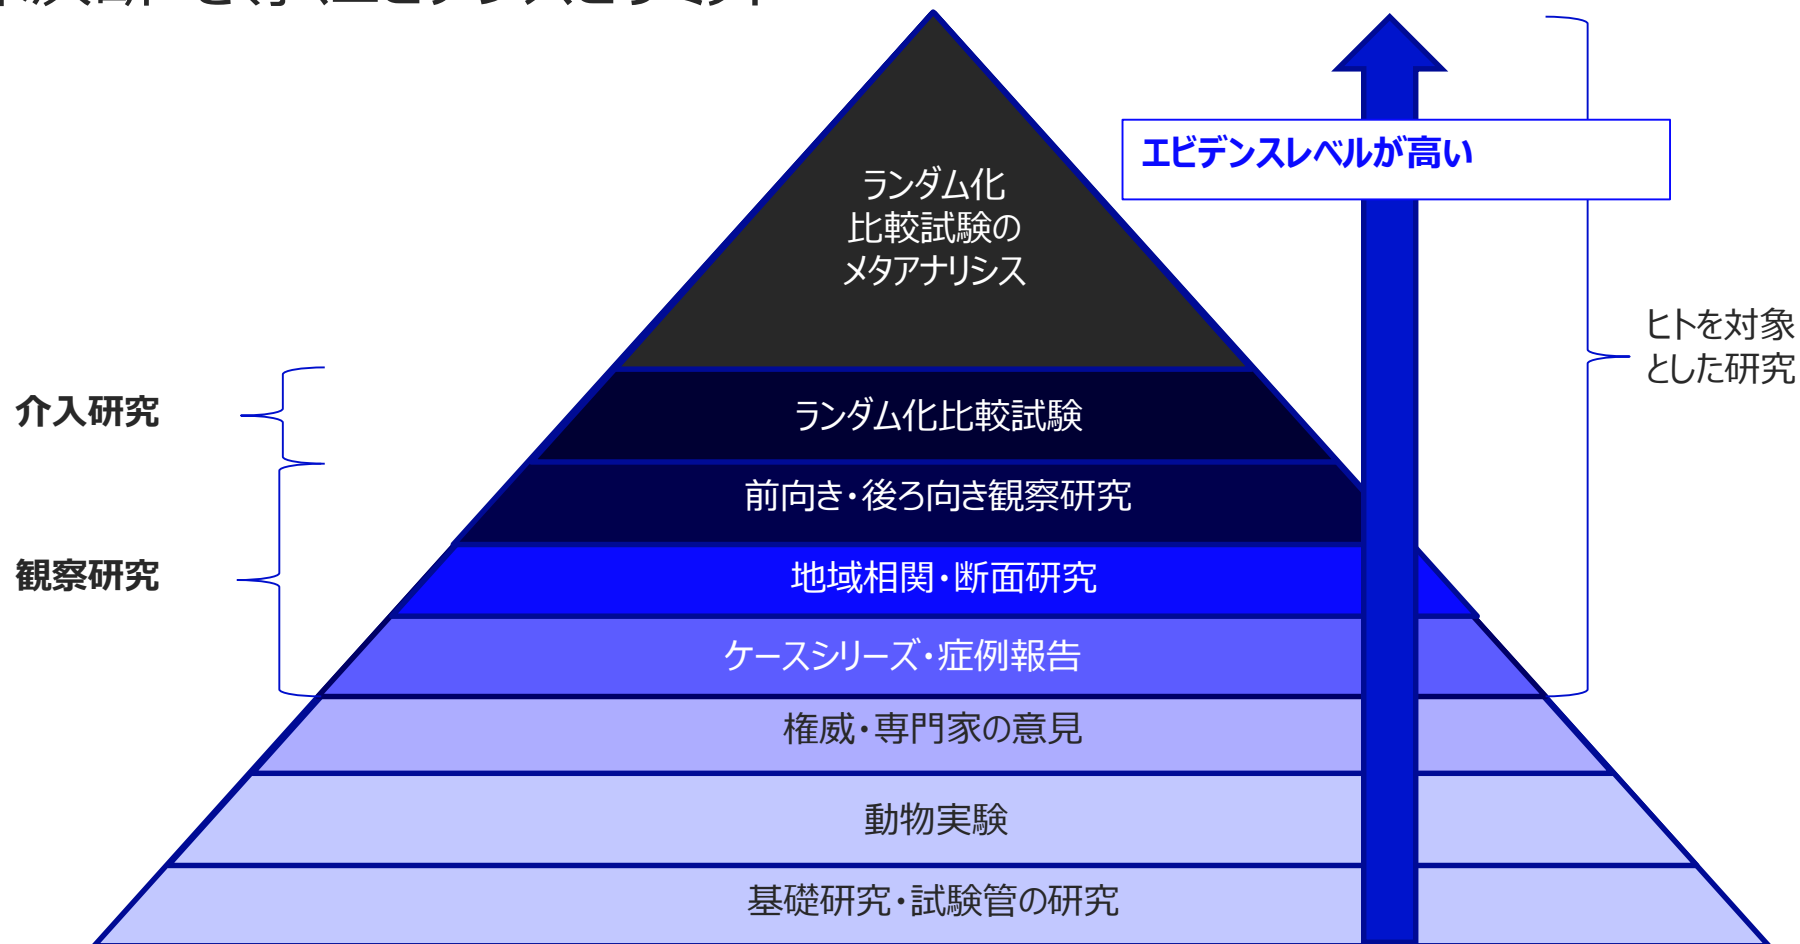 エビデンスレベルが高い
ランダム化
比較試験の
メタアナリシス
ヒトを対象
とした研究
介入研究
ランダム化比較試験
前向き・後ろ向き観察研究
観察研究
地域相関・断面研究
ケースシリーズ・症例報告
権威・専門家の意見
動物実験
基礎研究・試験管の研究